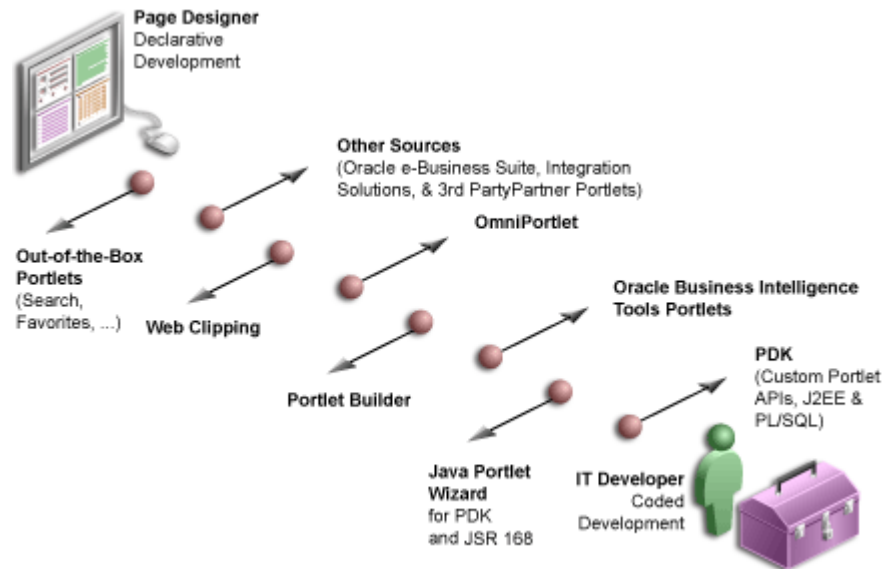 Page Designer
Declarative
Development
Other Sources
(Oracle e-Business Suite, Integration
Solutions, & 3rd PartyPartner Portlets)
OmniPortlet
Out-of-the-Box
Portlets
(Search,
Favorites, ...)
Web Clipping
Oracle Business Intelligence
Tools Portlets
Portlet Builder
PDK
(Custom Portlet
APIs, J2EE &
PL/SQL)
Java Portlet
Wizard
for PDK
and JSR 168
IT Developer
Coded
Development